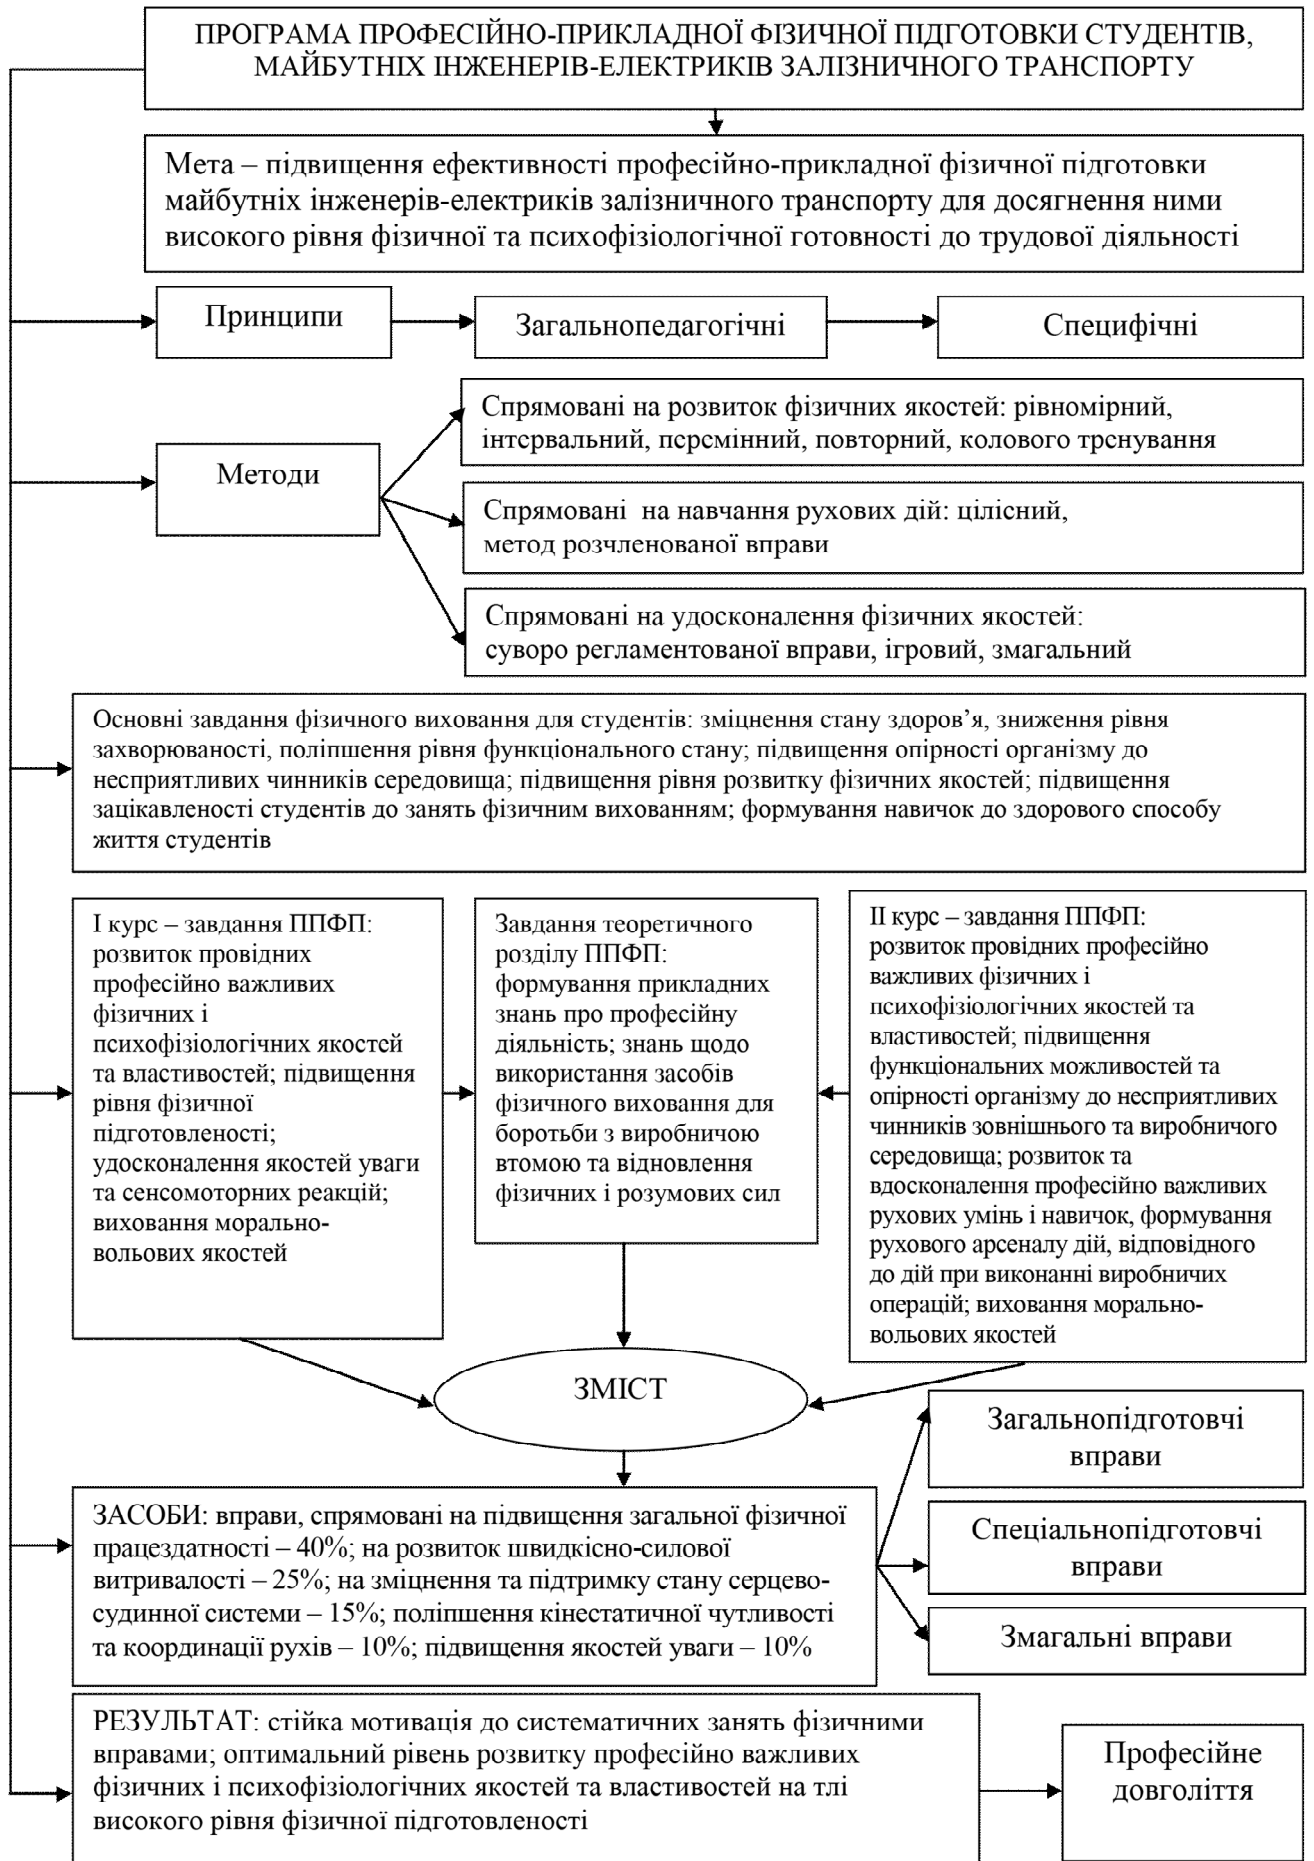 ПРОГРАМА ПРОФЕСІЙНО-ПРИКЛАДНОЇ ФІЗИЧНОЇ ПІДГОТОВКИ СТУДЕНТІВ,
МАЙБУТНІХ ІНЖЕНЕРІВ-ЕЛЕКТРИКІВ ЗАЛІЗНИЧНОГО ТРАНСПОРТУ
Мета – підвищення ефективності професійно-прикладної фізичної підготовки
майбутніх інженерів-електриків залізничного транспорту для досягнення ними
високого рівня фізичної та психофізіологічної готовності до трудової діяльності
Принципи
Загальнопедагогічні
Специфічні
Методи
Спрямовані на розвиток фізичних якостей: рівномірний,
інтервальний, перемінний, повторний, колового тренування
Спрямовані на навчання рухових дій: цілісний,
метод розчленованої вправи
Спрямовані на удосконалення фізичних якостей:
суворо регламентованої вправи, ігровий, змагальний
Основні завдання фізичного виховання для студентів: зміцнення стану здоров’я, зниження рівня
захворюваності, поліпшення рівня функціонального стану; підвищення опірності організму до
несприятливих чинників середовища; підвищення рівня розвитку фізичних якостей; підвищення
зацікавленості студентів до занять фізичним вихованням; формування навичок до здорового способу
життя студентів
І курс – завдання ППФП:
розвиток провідних
професійно важливих
фізичних і
психофізіологічних якостей
та властивостей; підвищення
рівня фізичної
підготовленості;
удосконалення якостей уваги
та сенсомоторних реакцій;
виховання морально-
вольових якостей
Завдання теоретичного
розділу ППФП:
формування прикладних
знань про професійну
діяльність; знань щодо
використання засобів
фізичного виховання для
боротьби з виробничою
втомою та відновлення
фізичних і розумових сил
ІІ курс – завдання ППФП:
розвиток провідних професійно
важливих фізичних і
психофізіологічних якостей та
властивостей; підвищення
функціональних можливостей та
опірності організму до несприятливих
чинників зовнішнього та виробничого
середовища; розвиток та
вдосконалення професійно важливих
рухових умінь і навичок, формування
рухового арсеналу дій, відповідного
до дій при виконанні виробничих
операцій; виховання морально-
вольових якостей
ЗМІСТ
ЗАСОБИ: вправи, спрямовані на підвищення загальної фізичної
працездатності – 40%; на розвиток швидкісно-силової
витривалості – 25%; на зміцнення та підтримку стану серцево-
судинної системи – 15%; поліпшення кінестатичної чутливості
та координації рухів – 10%; підвищення якостей уваги – 10%
Загальнопідготовчі
вправи
Спеціальнопідготовчі
вправи
Змагальні вправи
РЕЗУЛЬТАТ: стійка мотивація до систематичних занять фізичними
вправами; оптимальний рівень розвитку професійно важливих
фізичних і психофізіологічних якостей та властивостей на тлі
високого рівня фізичної підготовленості
Професійне
довголіття